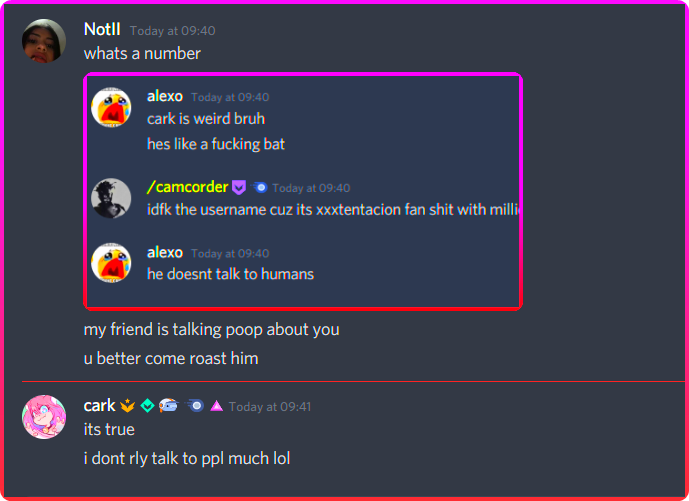 Notll Today at 09:40
whats a number
alexo Today at 09:40
cark is weird bruh
hes like a fucking bat
/camcorder Today at 09:40
idfk the username cuz its xxxtentacion fan shit with milli
alexo Today at 09:40
he doesnt talk to humans
my friend is talking poop about you
u better come roast him
cark Today at 09:41
its true
i dont rly talk to ppl much lol